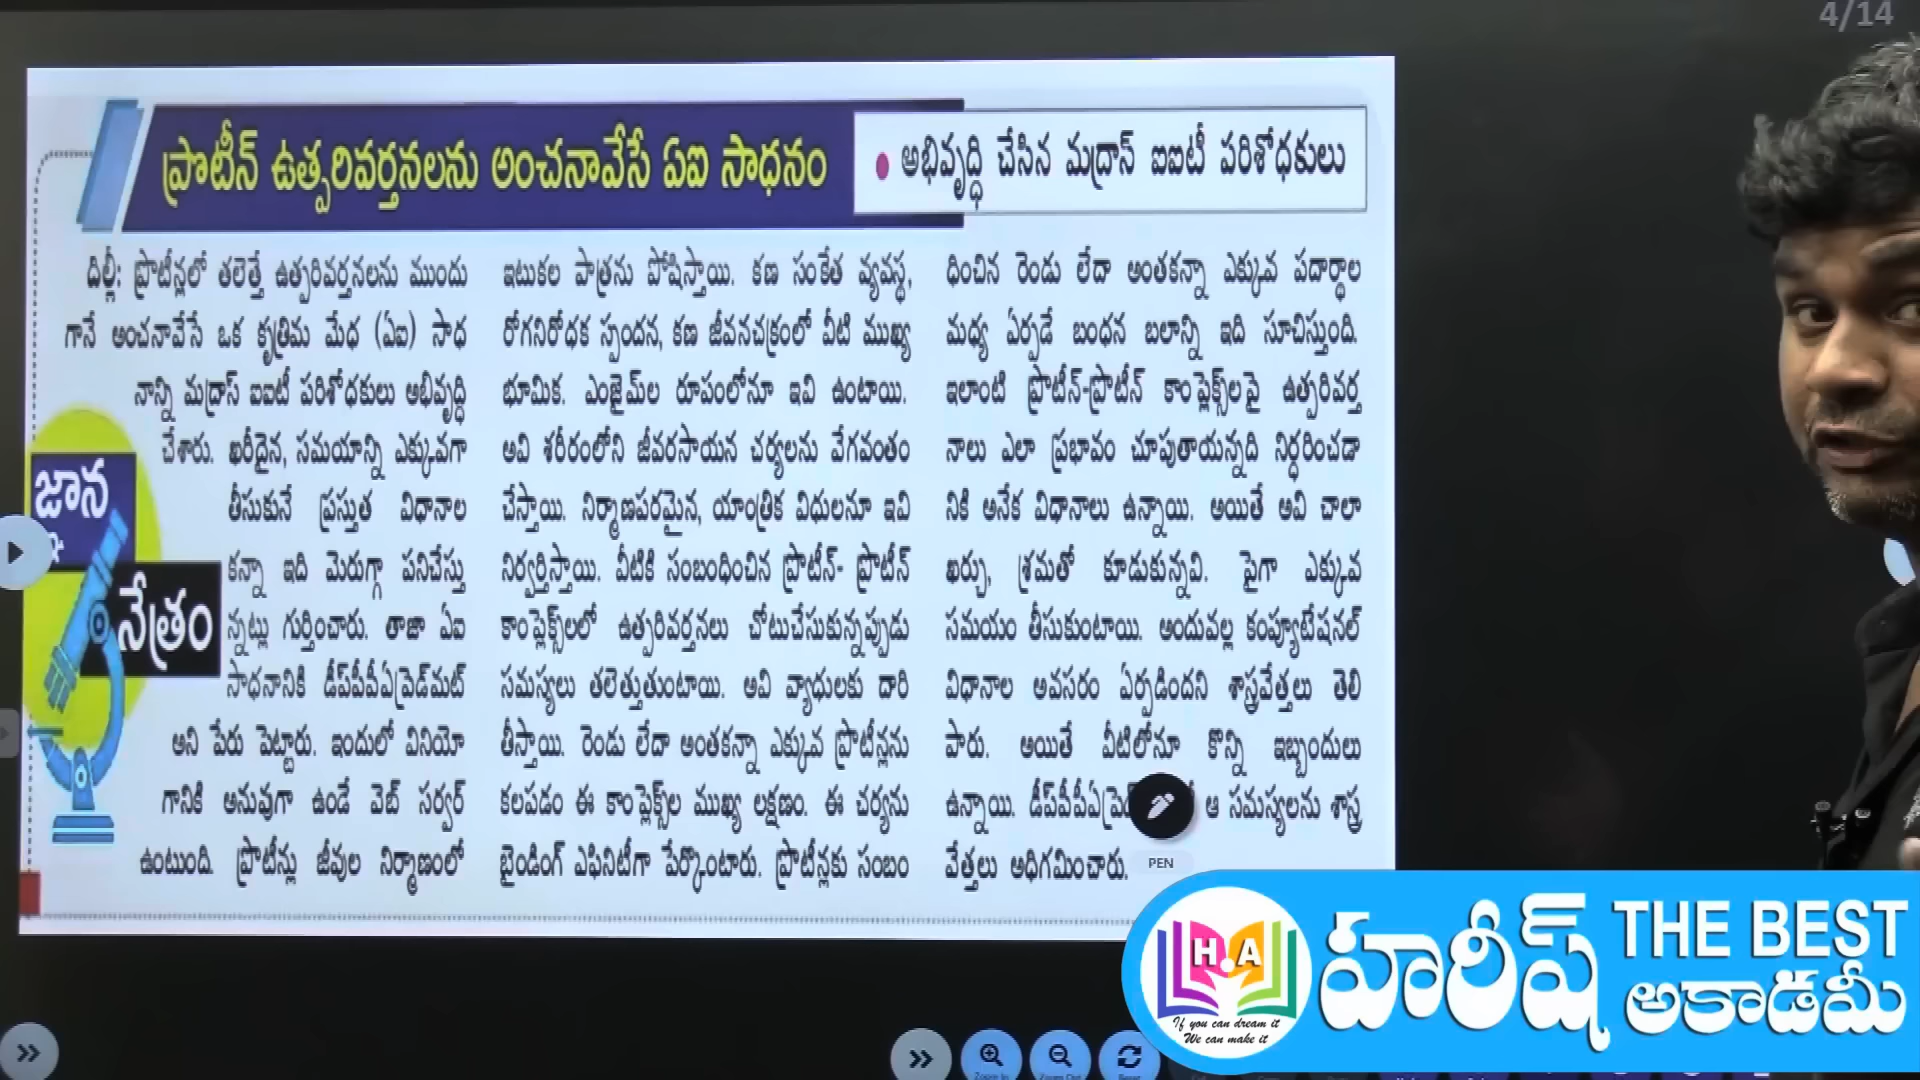 4/14
ప్రొటీన్ ఉత్పరివర్తనలను అంచనావేసే ఏఐ సాధనం
• అభివృద్ధి చేసిన మద్రాస్ ఐఐటీ పరిశోధకులు
దిల్లీ: ప్రొటీన్లలో తలెత్తే ఉత్పరివర్తనలను ముందు
గానే అంచనావేసే ఒక కృత్రిమ మేధ (ఏఐ) సాధ
నాన్ని మద్రాస్ ఐఐటీ పరిశోధకులు అభివృద్ధి
చేశారు. ఖరీదైన, సమయాన్ని ఎక్కువగా
తీసుకునే ప్రస్తుత విధానాల
కన్నా ఇది మెరుగ్గా పనిచేస్తు
న్నట్లు గుర్తించారు. తాజా ఏఐ
సాధనానికి డీప్‌పీపీఏప్రెడ్‌మట్
అని పేరు పెట్టారు. ఇందులో వినియో
గానికి అనువుగా ఉండే వెబ్ సర్వర్
ఉంటుంది. ప్రొటీన్లు జీవుల నిర్మాణంలో
జ్ఞాన
నేత్రం
ఇటుకల పాత్రను పోషిస్తాయి. కణ సంకేత వ్యవస్థ,
రోగనిరోధక స్పందన, కణ జీవనచక్రంలో వీటి ముఖ్య
భూమిక. ఎంజైమ్‌ల రూపంలోనూ ఇవి ఉంటాయి.
అవి శరీరంలోని జీవరసాయన చర్యలను వేగవంతం
చేస్తాయి. నిర్మాణపరమైన, యాంత్రిక విధులనూ ఇవి
నిర్వర్తిస్తాయి. వీటికి సంబంధించిన ప్రొటీన్- ప్రొటీన్
కాంప్లెక్స్‌లలో ఉత్పరివర్తనలు చోటుచేసుకున్నప్పుడు
సమస్యలు తలెత్తుతుంటాయి. అవి వ్యాధులకు దారి
తీస్తాయి. రెండు లేదా అంతకన్నా ఎక్కువ ప్రొటీన్లను
కలపడం ఈ కాంప్లెక్స్‌ల ముఖ్య లక్షణం. ఈ చర్యను
బైండింగ్ ఎఫినిటీగా పేర్కొంటారు. ప్రొటీన్లకు సంబం
ధించిన రెండు లేదా అంతకన్నా ఎక్కువ పదార్థాల
మధ్య ఏర్పడే బంధన బలాన్ని ఇది సూచిస్తుంది.
ఇలాంటి ప్రొటీన్-ప్రొటీన్ కాంప్లెక్స్‌లపై ఉత్పరివర్త
నాలు ఎలా ప్రభావం చూపుతాయన్నది నిర్ధరించడా
నికి అనేక విధానాలు ఉన్నాయి. అయితే అవి చాలా
ఖర్చు, శ్రమతో కూడుకున్నవి. పైగా ఎక్కువ
సమయం తీసుకుంటాయి. అందువల్ల కంప్యూటేషనల్
విధానాల అవసరం ఏర్పడిందని శాస్త్రవేత్తలు తెలి
పారు. అయితే వీటిలోనూ కొన్ని ఇబ్బందులు
ఉన్నాయి. ఆ సమస్యలను శాస్త్ర
వేత్తలు అధిగమించారు.
PEN
H.A
If you can dream it
We can make it
హరీష్
THE BEST
అకాడమీ
Zoom In
Zoom Out
Reset